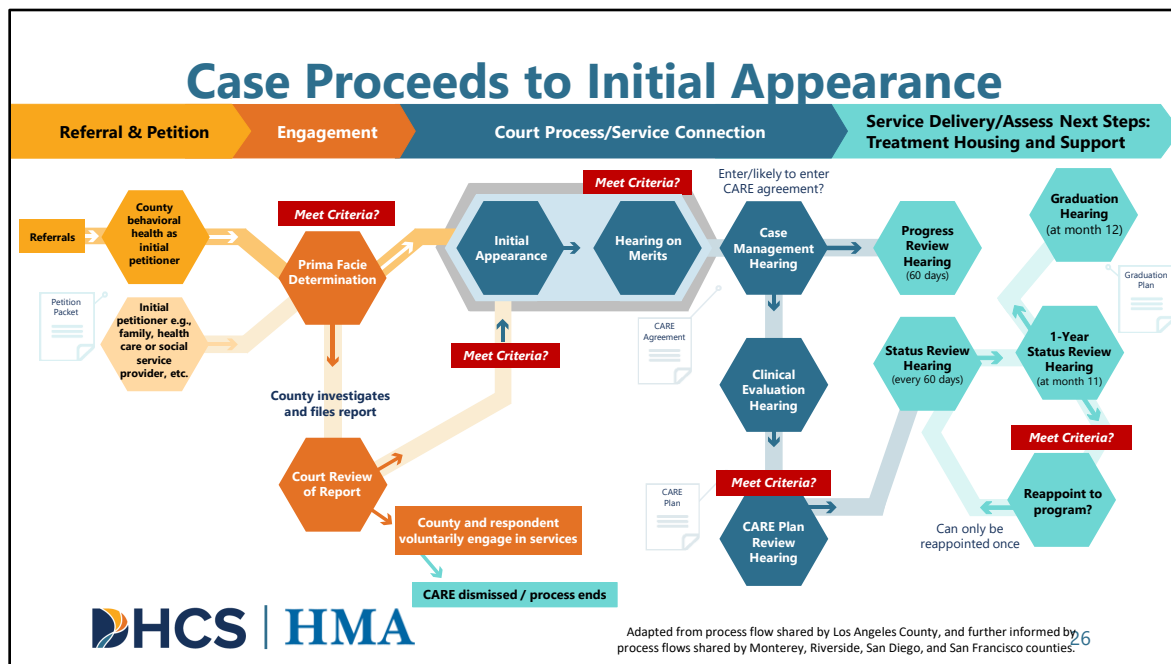 Case Proceeds to Initial Appearance
Referral & Petition
Engagement
Court Process/Service Connection
Service Delivery/Assess Next Steps:
Treatment Housing and Support
Referrals
County
behavioral
health as
initial
petitioner
Petition
Packet
Initial
petitioner e.g.,
family, health
care or social
service
provider, etc.
Meet Criteria?
Prima Facie
Determination
County investigates
and files report
Court Review
of Report
County and respondent
voluntarily engage in services
CARE dismissed / process ends
Meet Criteria?
Initial
Appearance
Hearing on
Merits
Meet Criteria?
Enter/likely to enter
CARE agreement?
Case
Management
Hearing
CARE
Agreement
Clinical
Evaluation
Hearing
Meet Criteria?
CARE
Plan
CARE Plan
Review
Hearing
Progress
Review
Hearing
(60 days)
Status Review
Hearing
(every 60 days)
Graduation
Hearing
(at month 12)
Graduation
Plan
1-Year
Status Review
Hearing
(at month 11)
Meet Criteria?
Reappoint to
program?
Can only be
reappointed once
DHCS
HMA
Adapted from process flow shared by Los Angeles County, and further informed by
process flows shared by Monterey, Riverside, San Diego, and San Francisco counties.
26